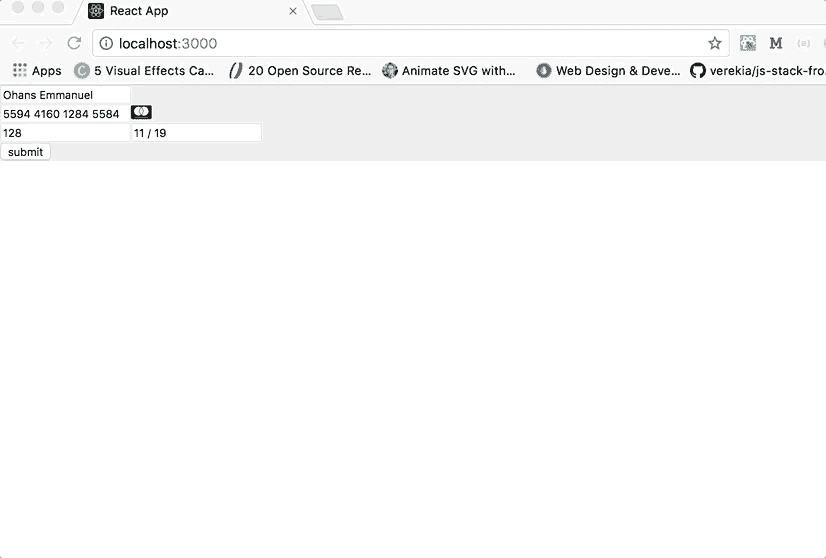 React App
localhost:3000
Apps 5 Visual Effects Ca... 20 Open Source Re... Animate SVG with... Web Design & Deve... verekia/js-stack-fro.
Ohans Emmanuel
5594 4160 1284 5584
128 11 / 19
submit